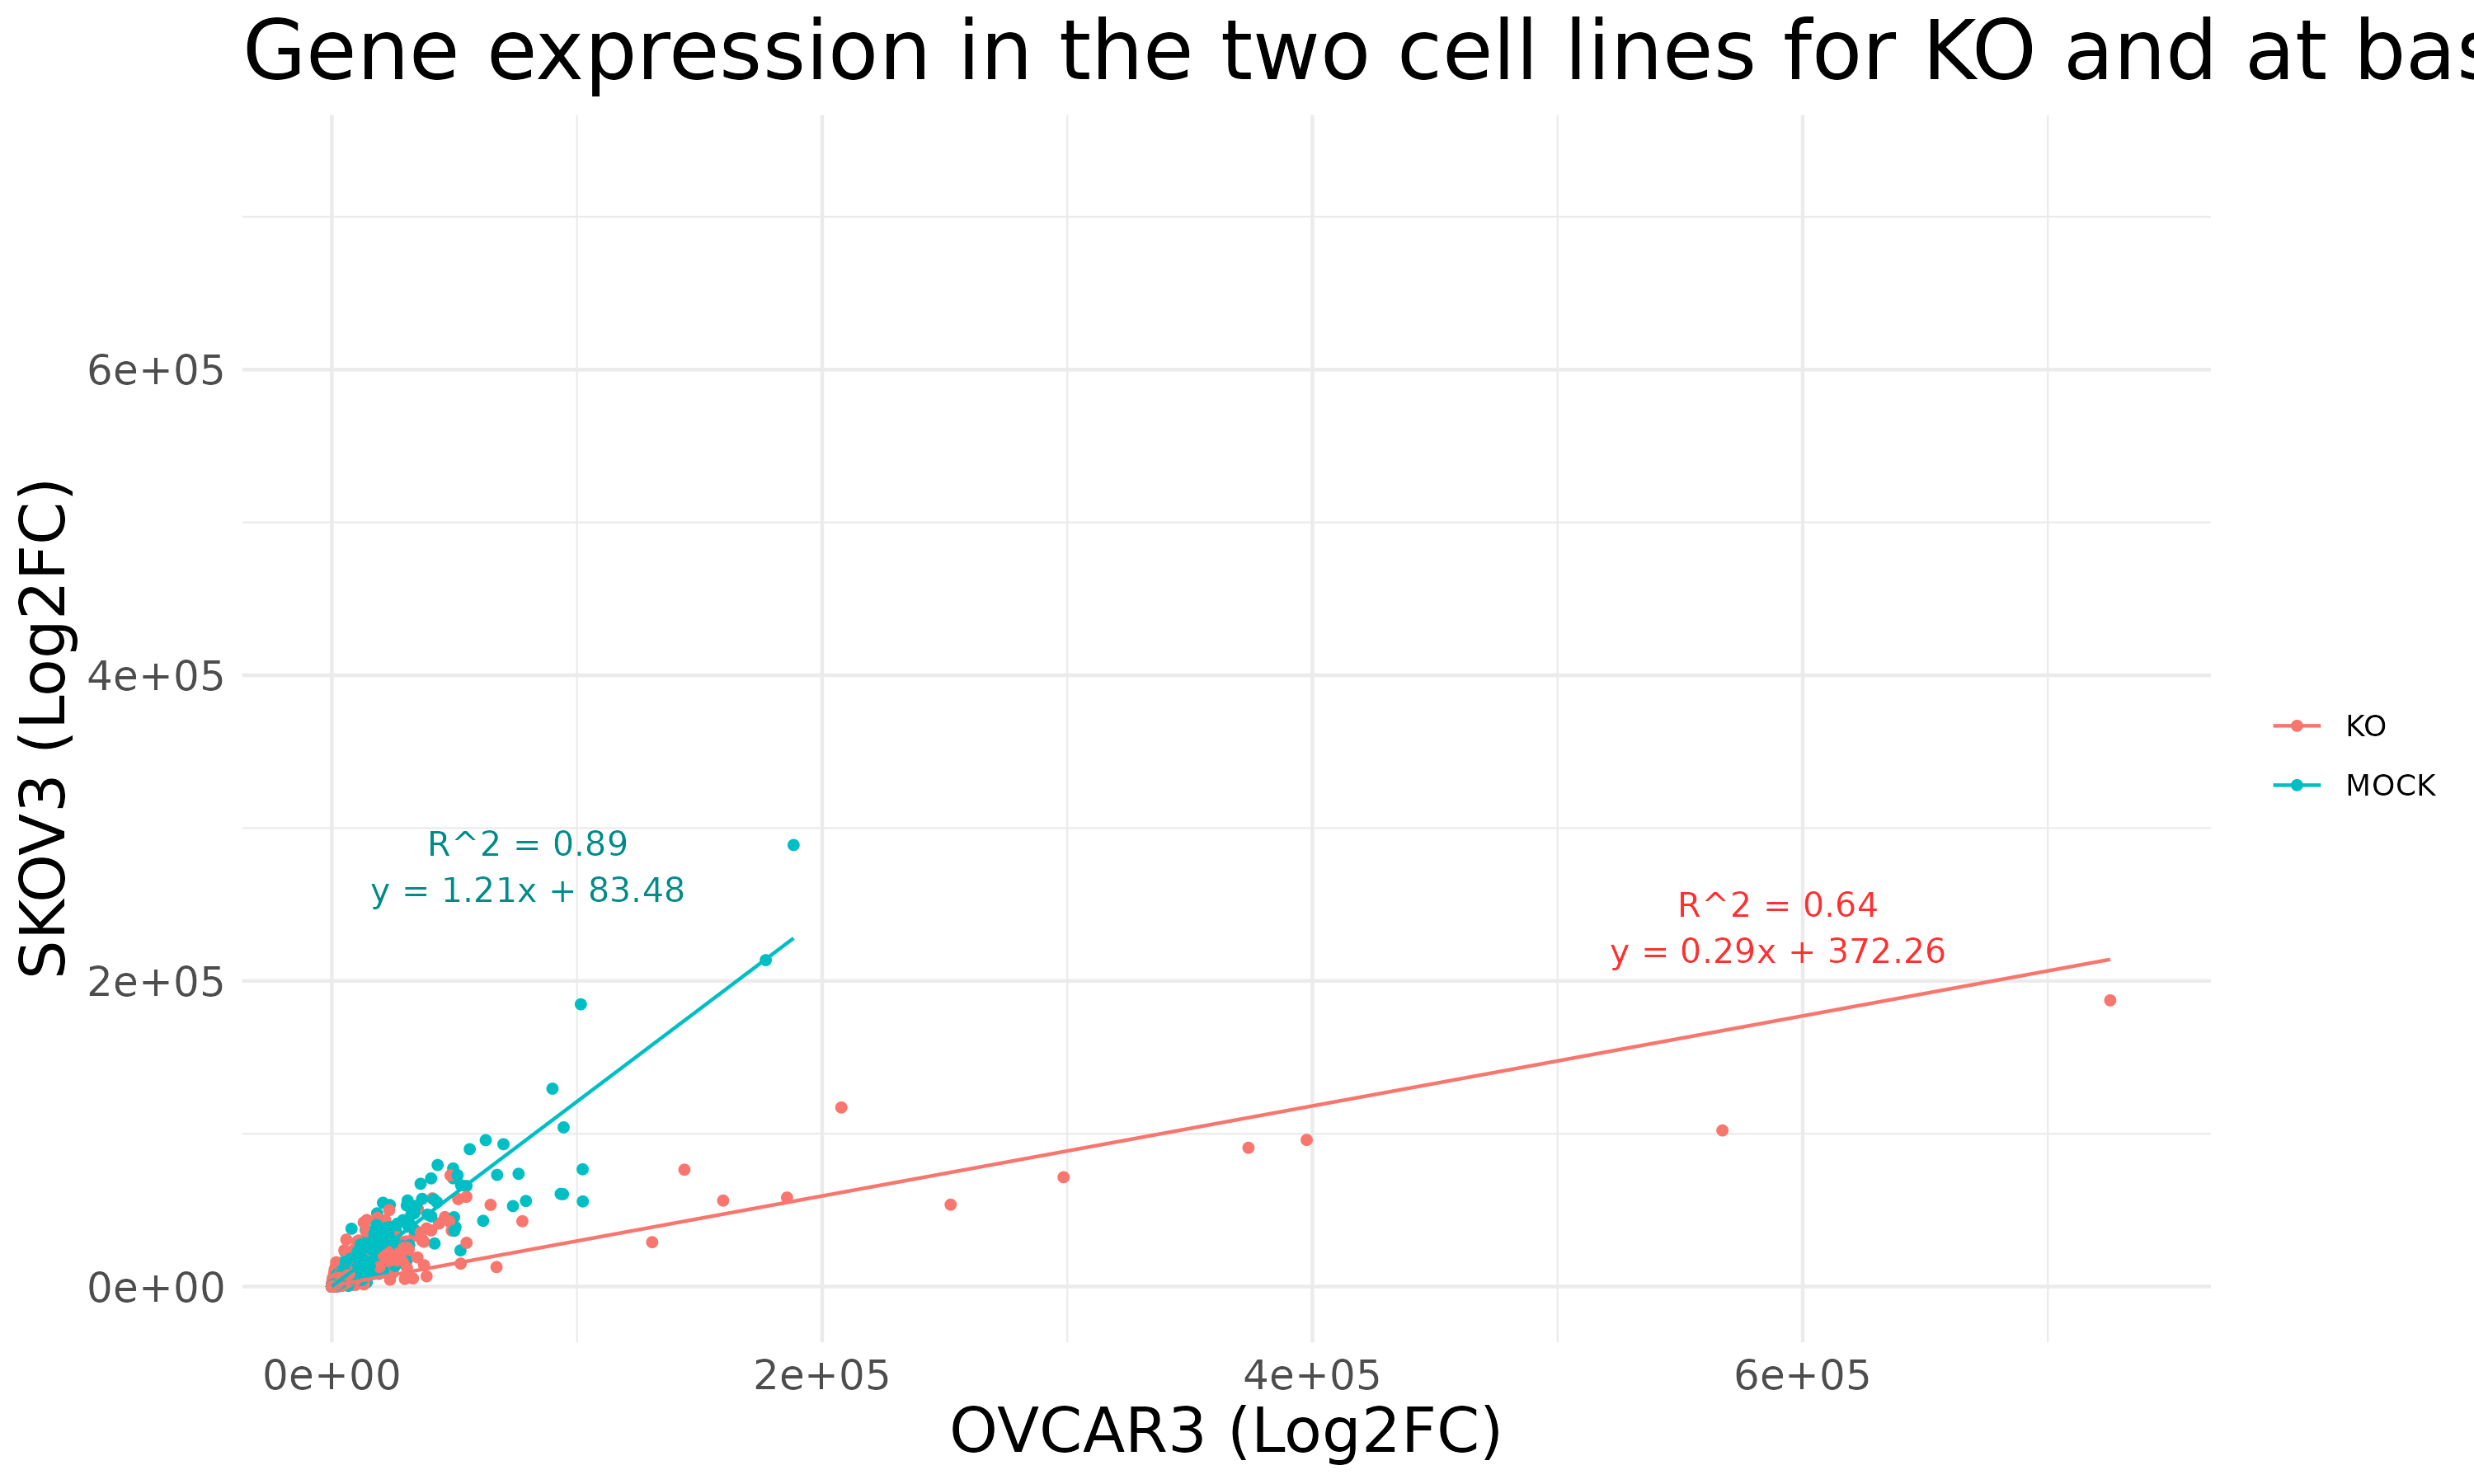 Gene expression in the two cell lines for KO and at bas
SKOV3 (Log2FC)
6e+05
4e+05
2e+05
0e+00
R^2 = 0.89
y = 1.21x + 83.48
R^2 = 0.64
y = 0.29x + 372.26
KO
MOCK
0e+00 2e+05 4e+05 6e+05
OVCAR3 (Log2FC)